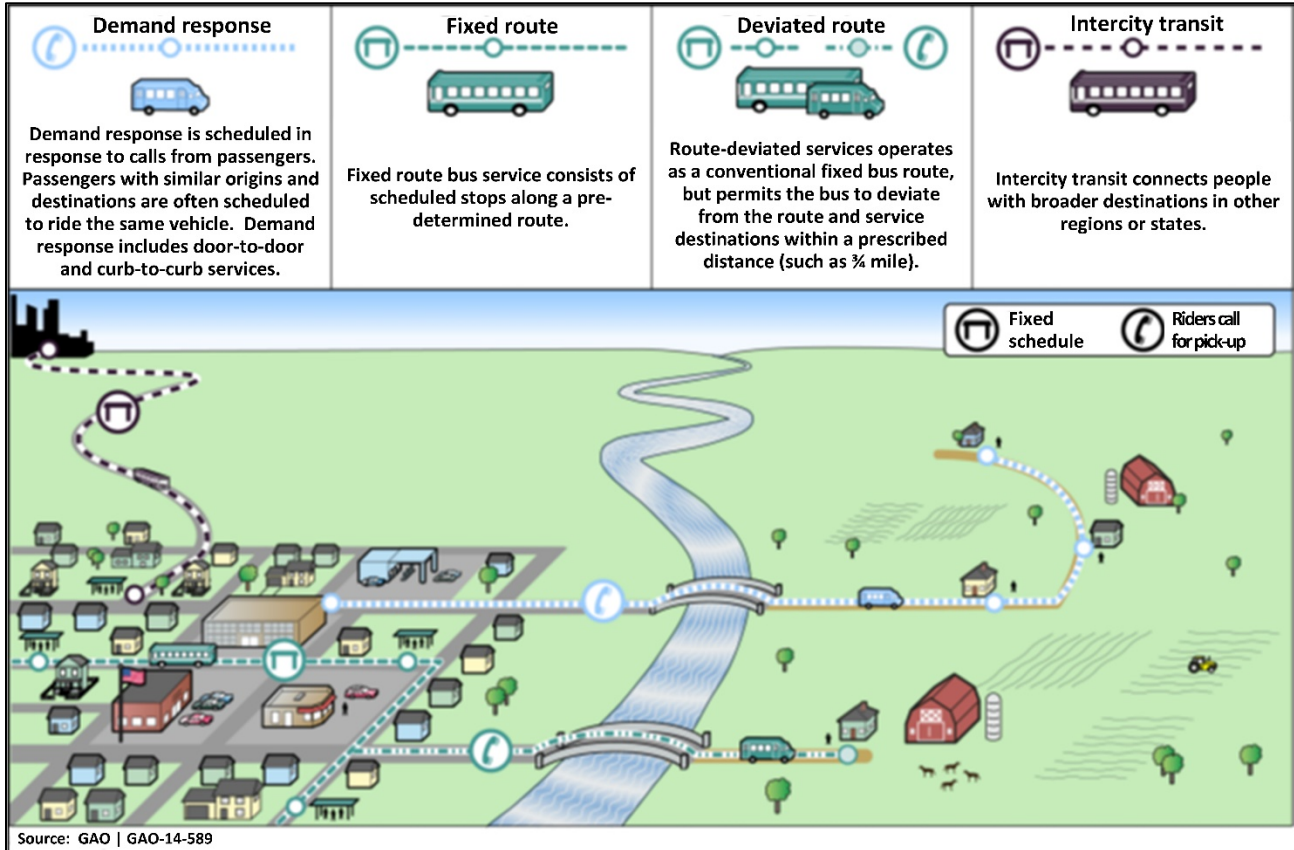 Demand response
Demand response is scheduled in
response to calls from passengers.
Passengers with similar origins and
destinations are often scheduled
to ride the same vehicle.  Demand
response includes door-to-door
and curb-to-curb services.
Fixed route
Fixed route bus service consists of
scheduled stops along a pre-
determined route.
Deviated route
Route-deviated services operates
as a conventional fixed bus route,
but permits the bus to deviate
from the route and service
destinations within a prescribed
distance (such as ¾ mile).
Intercity transit
Intercity transit connects people
with broader destinations in other
regions or states.
Fixed
schedule
Riders call
for pick-up
Source:  GAO | GAO-14-589